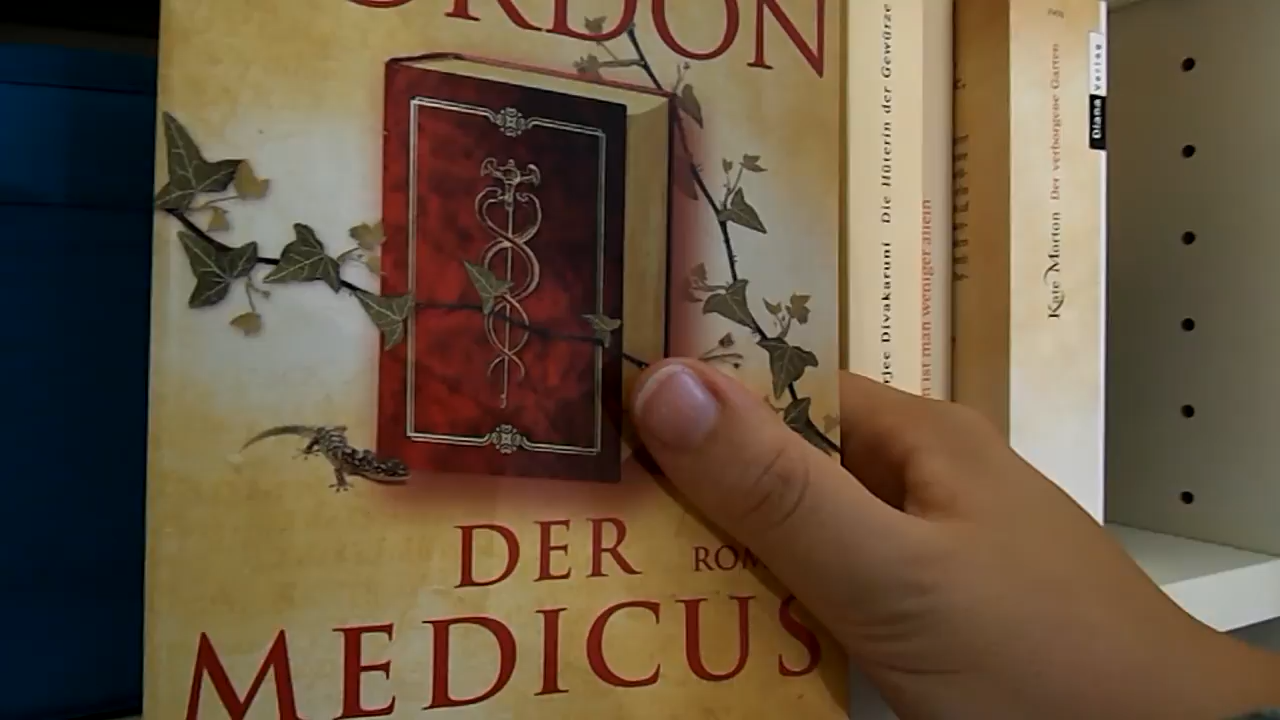 ORDON
DER
ROM
MEDICUS
rjee Divakaruni Die Hüterin der Gewürze
n ist man weniger allein
Kate Morton Der verborgene Garten
Diana Verlag